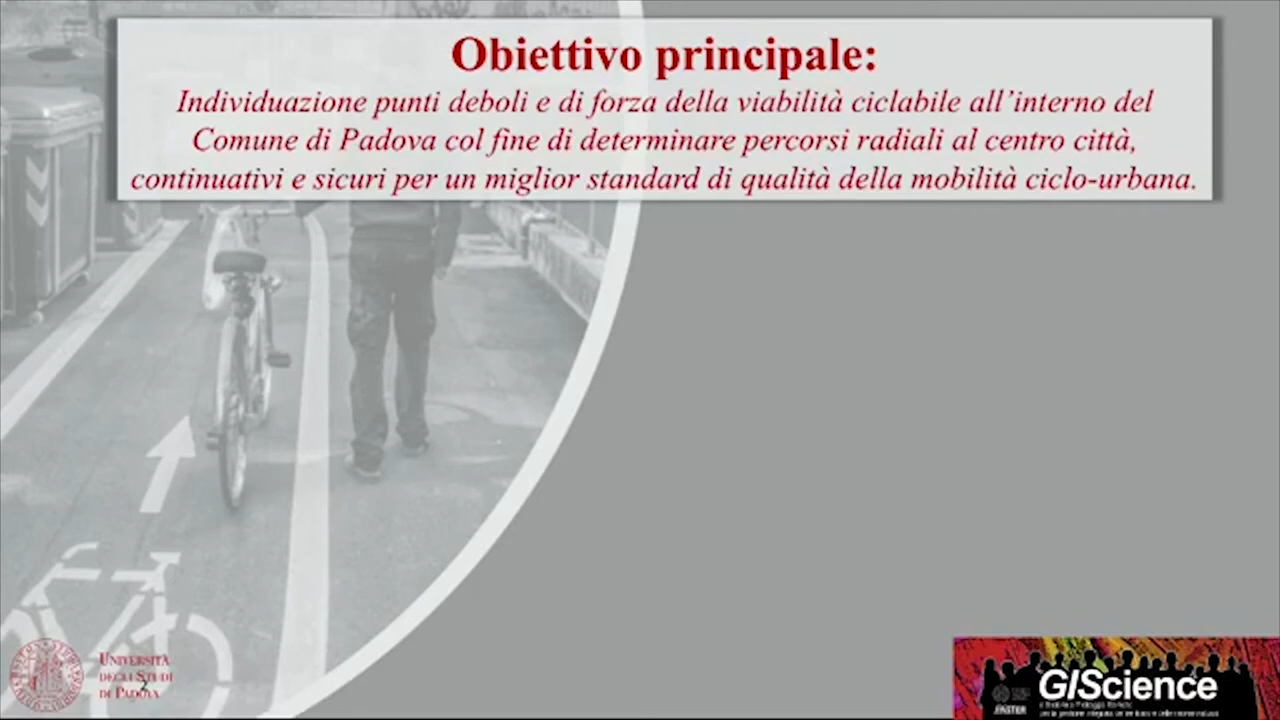 Obiettivo principale:
Individuazione punti deboli e di forza della viabilità ciclabile all’interno del
Comune di Padova col fine di determinare percorsi radiali al centro città,
continuativi e sicuri per un miglior standard di qualità della mobilità ciclo-urbana.
UNIVERSITÀ
DEGLI STUDI
DI PADOVA
2
GIScience